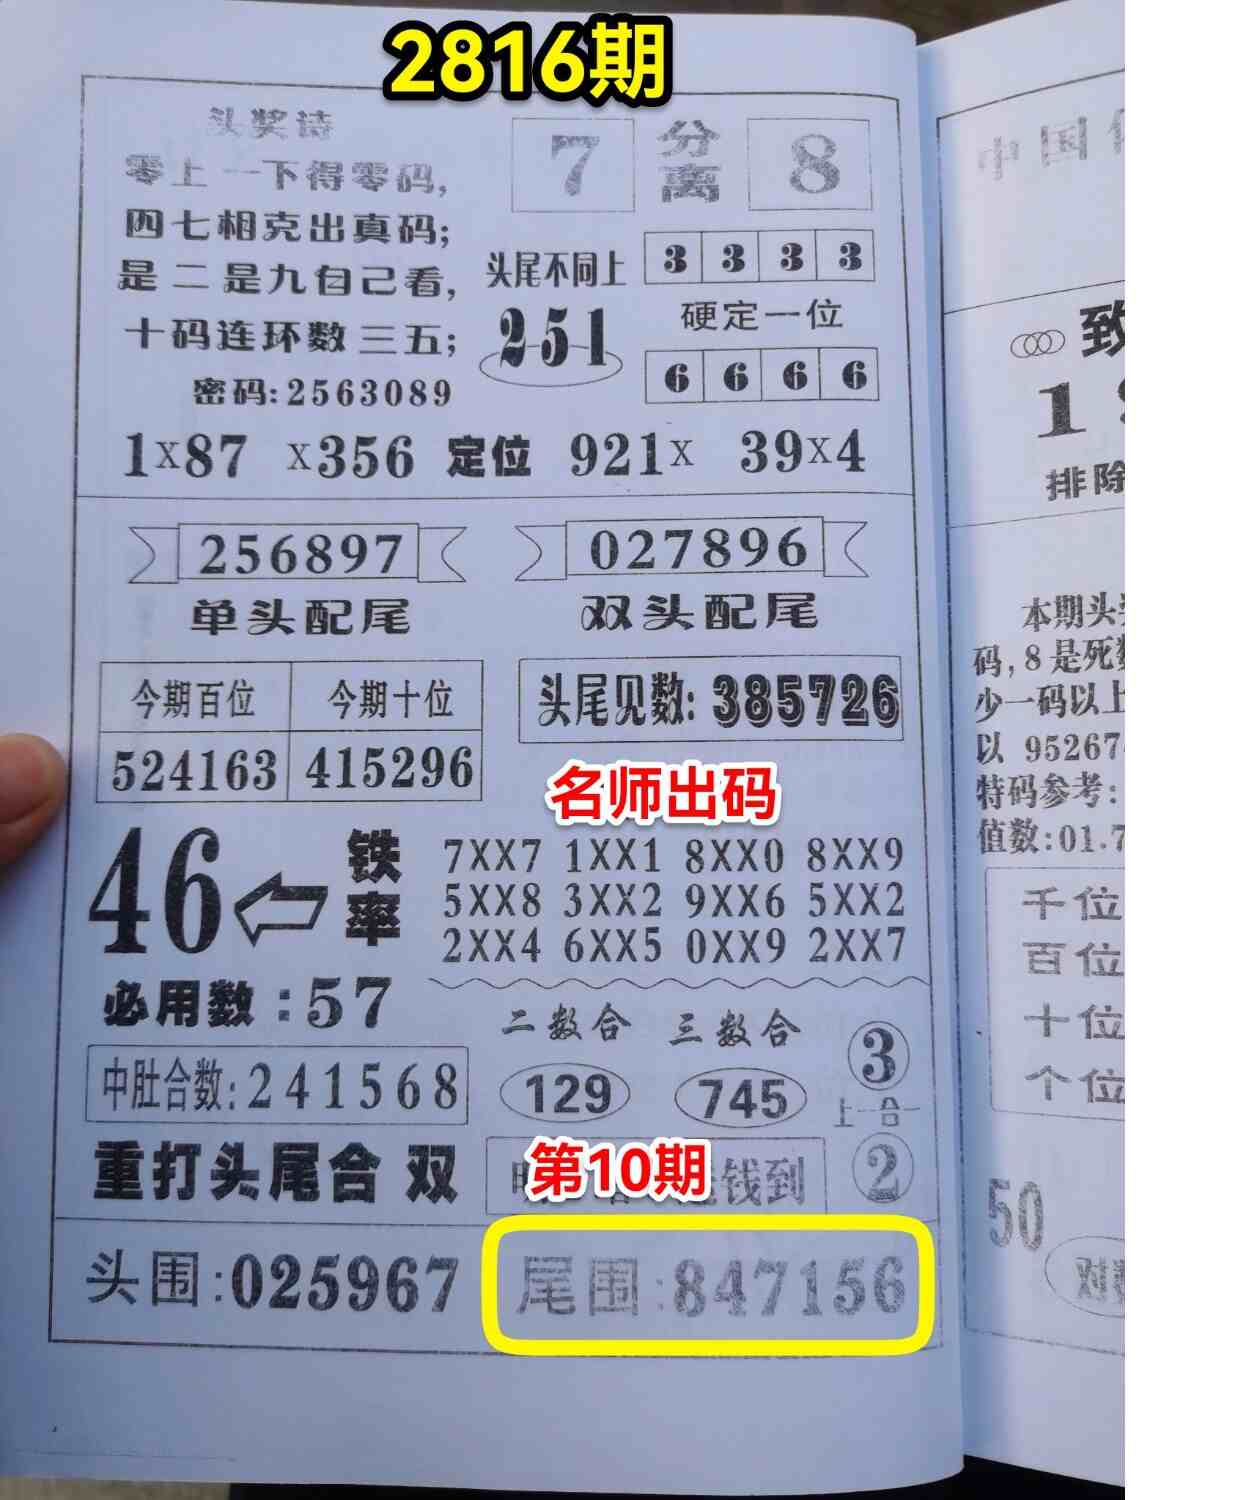 2816期
头奖诗
零上一下得零码,
四七相克出真码;
是二是九自己看,
十码连环数三五;
密码:2563089
7 分离 8
头尾不同上
251
3 3 3 3
硬定一位
6 6 6 6
1X87 X356 定位 921X 39X4
256897
单头配尾
027896
双头配尾
今期百位 今期十位
524163 415296
头尾见数:385726
名师出码
46
铁率
7XX7 1XX1 8XX0 8XX9
5XX8 3XX2 9XX6 5XX2
2XX4 6XX5 0XX9 2XX7
必用数:57
中肚合数:241568
二数合 三数合
129 745
3
上一合
2
重打头尾合 双
第10期
钱到
头围:025967
尾围:847156
中国
致
1
排除
本期头
码,8是死
少一码以上
以 95267
特码参考:
值数:01.7
千位
百位
十位
个位
50
对